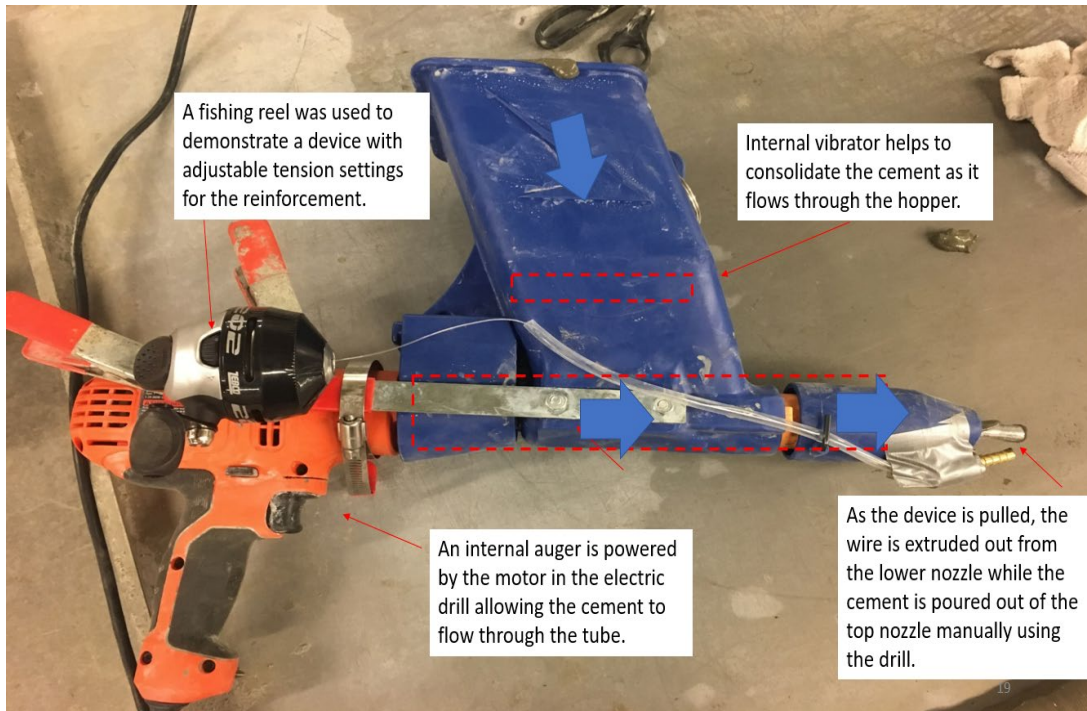 A fishing reel was used to
demonstrate a device with
adjustable tension settings
for the reinforcement.
Internal vibrator helps to
consolidate the cement as it
flows through the hopper.
An internal auger is powered
by the motor in the electric
drill allowing the cement to
flow through the tube.
As the device is pulled, the
wire is extruded out from
the lower nozzle while the
cement is poured out of the
top nozzle manually using
the drill.
19